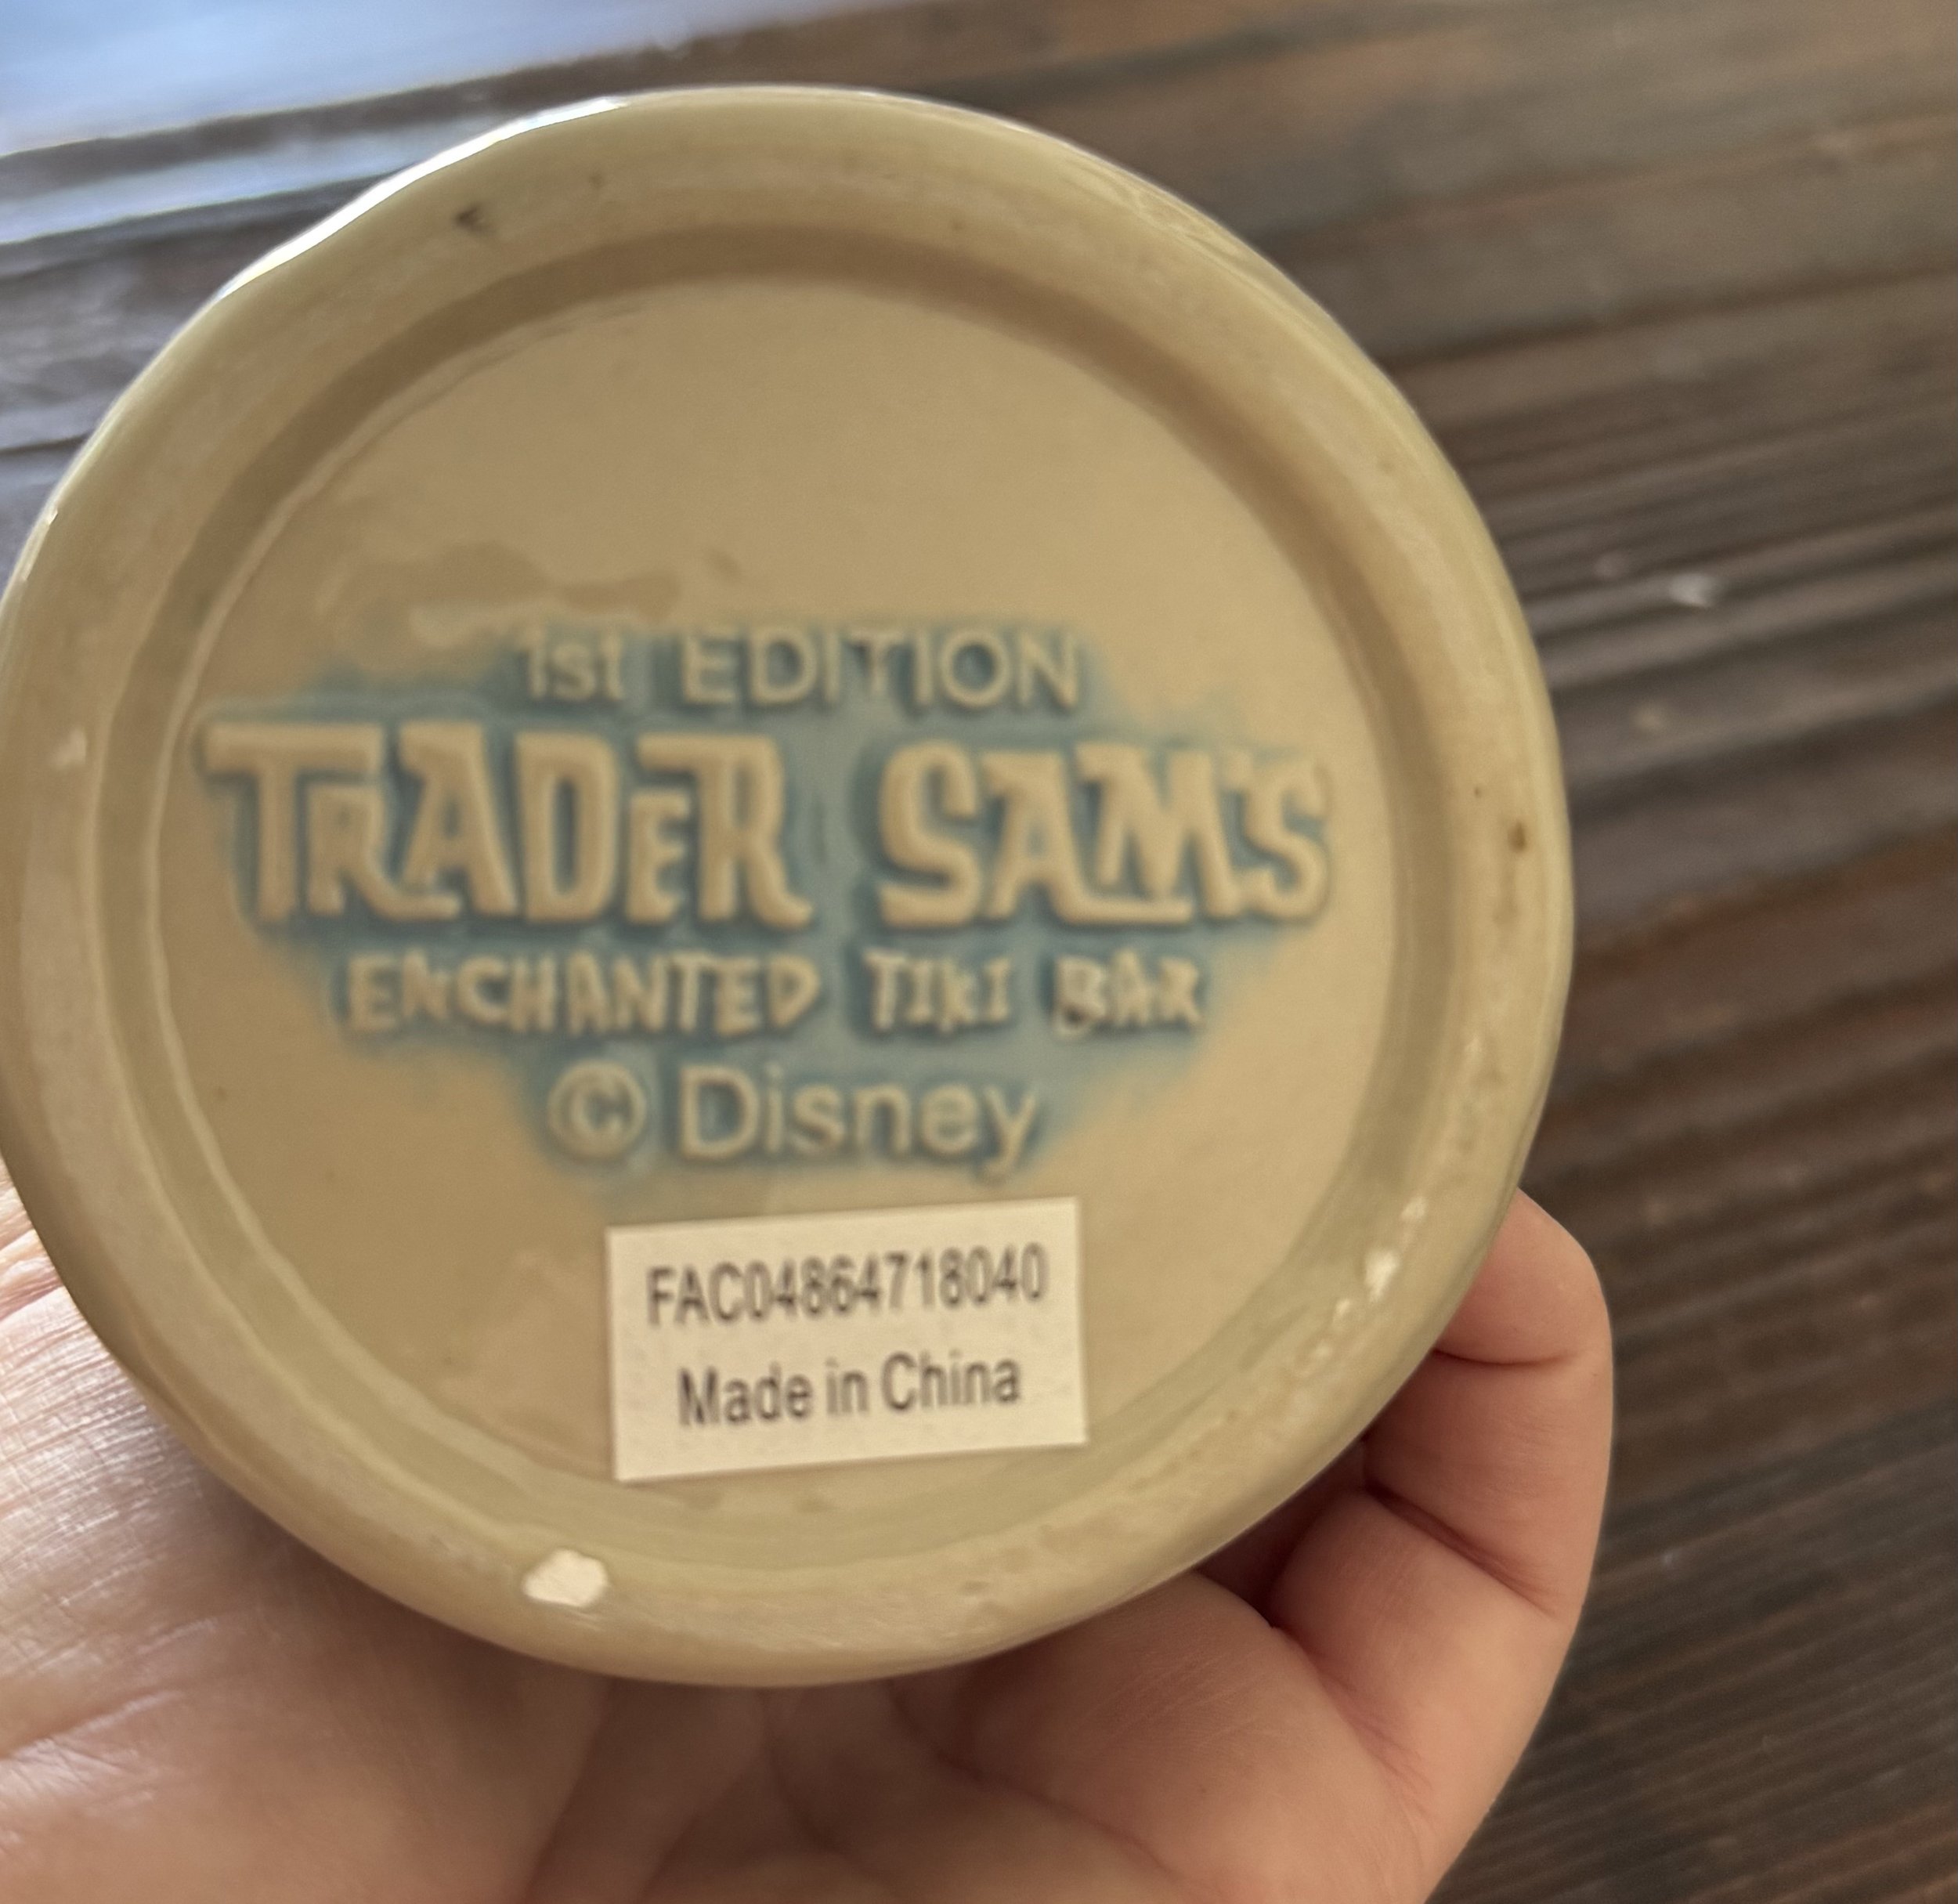 1st EDITION
TRADER SAM'S
ENCHANTED TIKI BAR
© Disney
FAC04864718040
Made in China